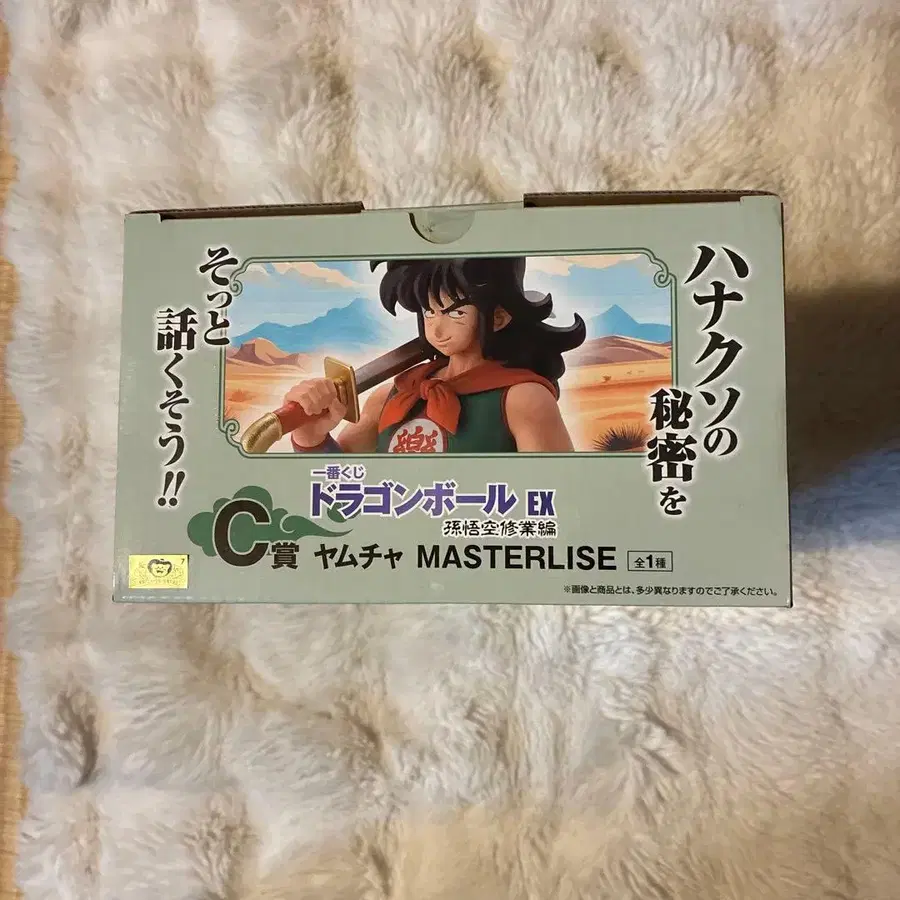 ハナクソの
秘密を
そっと
話くそう!!
樂
一番くじ
ドラゴンボール EX
孫悟空修業編
C賞 ヤムチャ MASTERLISE 全1種
※画像と商品とは、多少異なりますのでご了承ください。